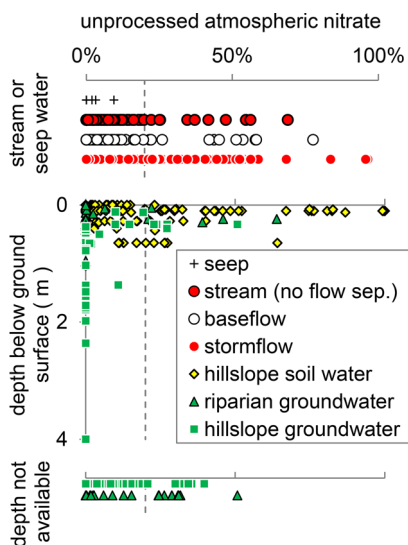 unprocessed atmospheric nitrate
0% 50% 100%
stream or
seep water
0
2
4
depth below ground
surface ( m )
+ seep
stream (no flow sep.)
baseflow
stormflow
hillslope soil water
riparian groundwater
hillslope groundwater
depth not
available